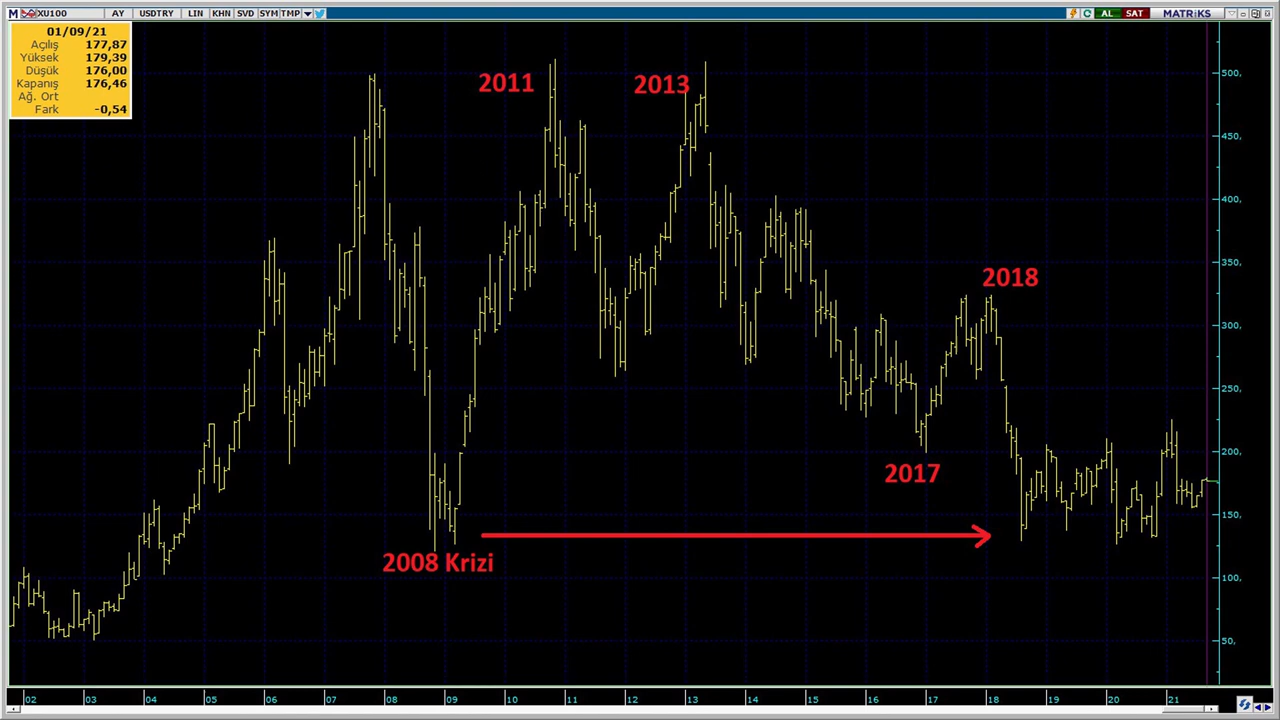 M XU100 AY USDTRY LIN KHN SVD SYM TMP AL SAT MATRİKS
01/09/21
Açılış 177,87
Yüksek 179,39
Düşük 176,00
Kapanış 176,46
Ağ. Ort
Fark -0,54
2011
2013
2018
2017
2008 Krizi
500,
450,
400,
350,
300,
250,
200,
150,
100,
50,
02 03 04 05 06 07 08 09 10 11 12 13 14 15 16 17 18 19 20 21